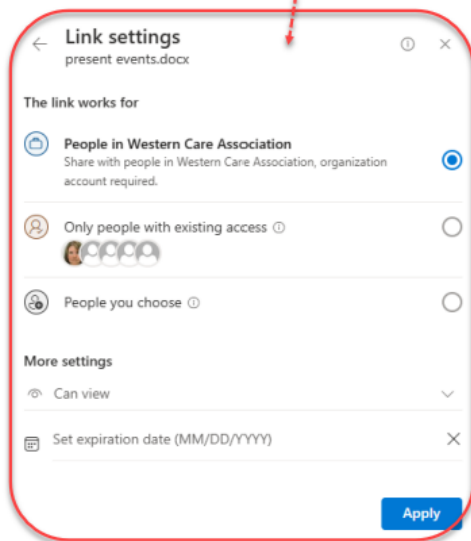 Link settings
present events.docx
The link works for
People in Western Care Association
Share with people in Western Care Association, organization
account required.
Only people with existing access
People you choose
More settings
Can view
Set expiration date (MM/DD/YYYY)
Apply